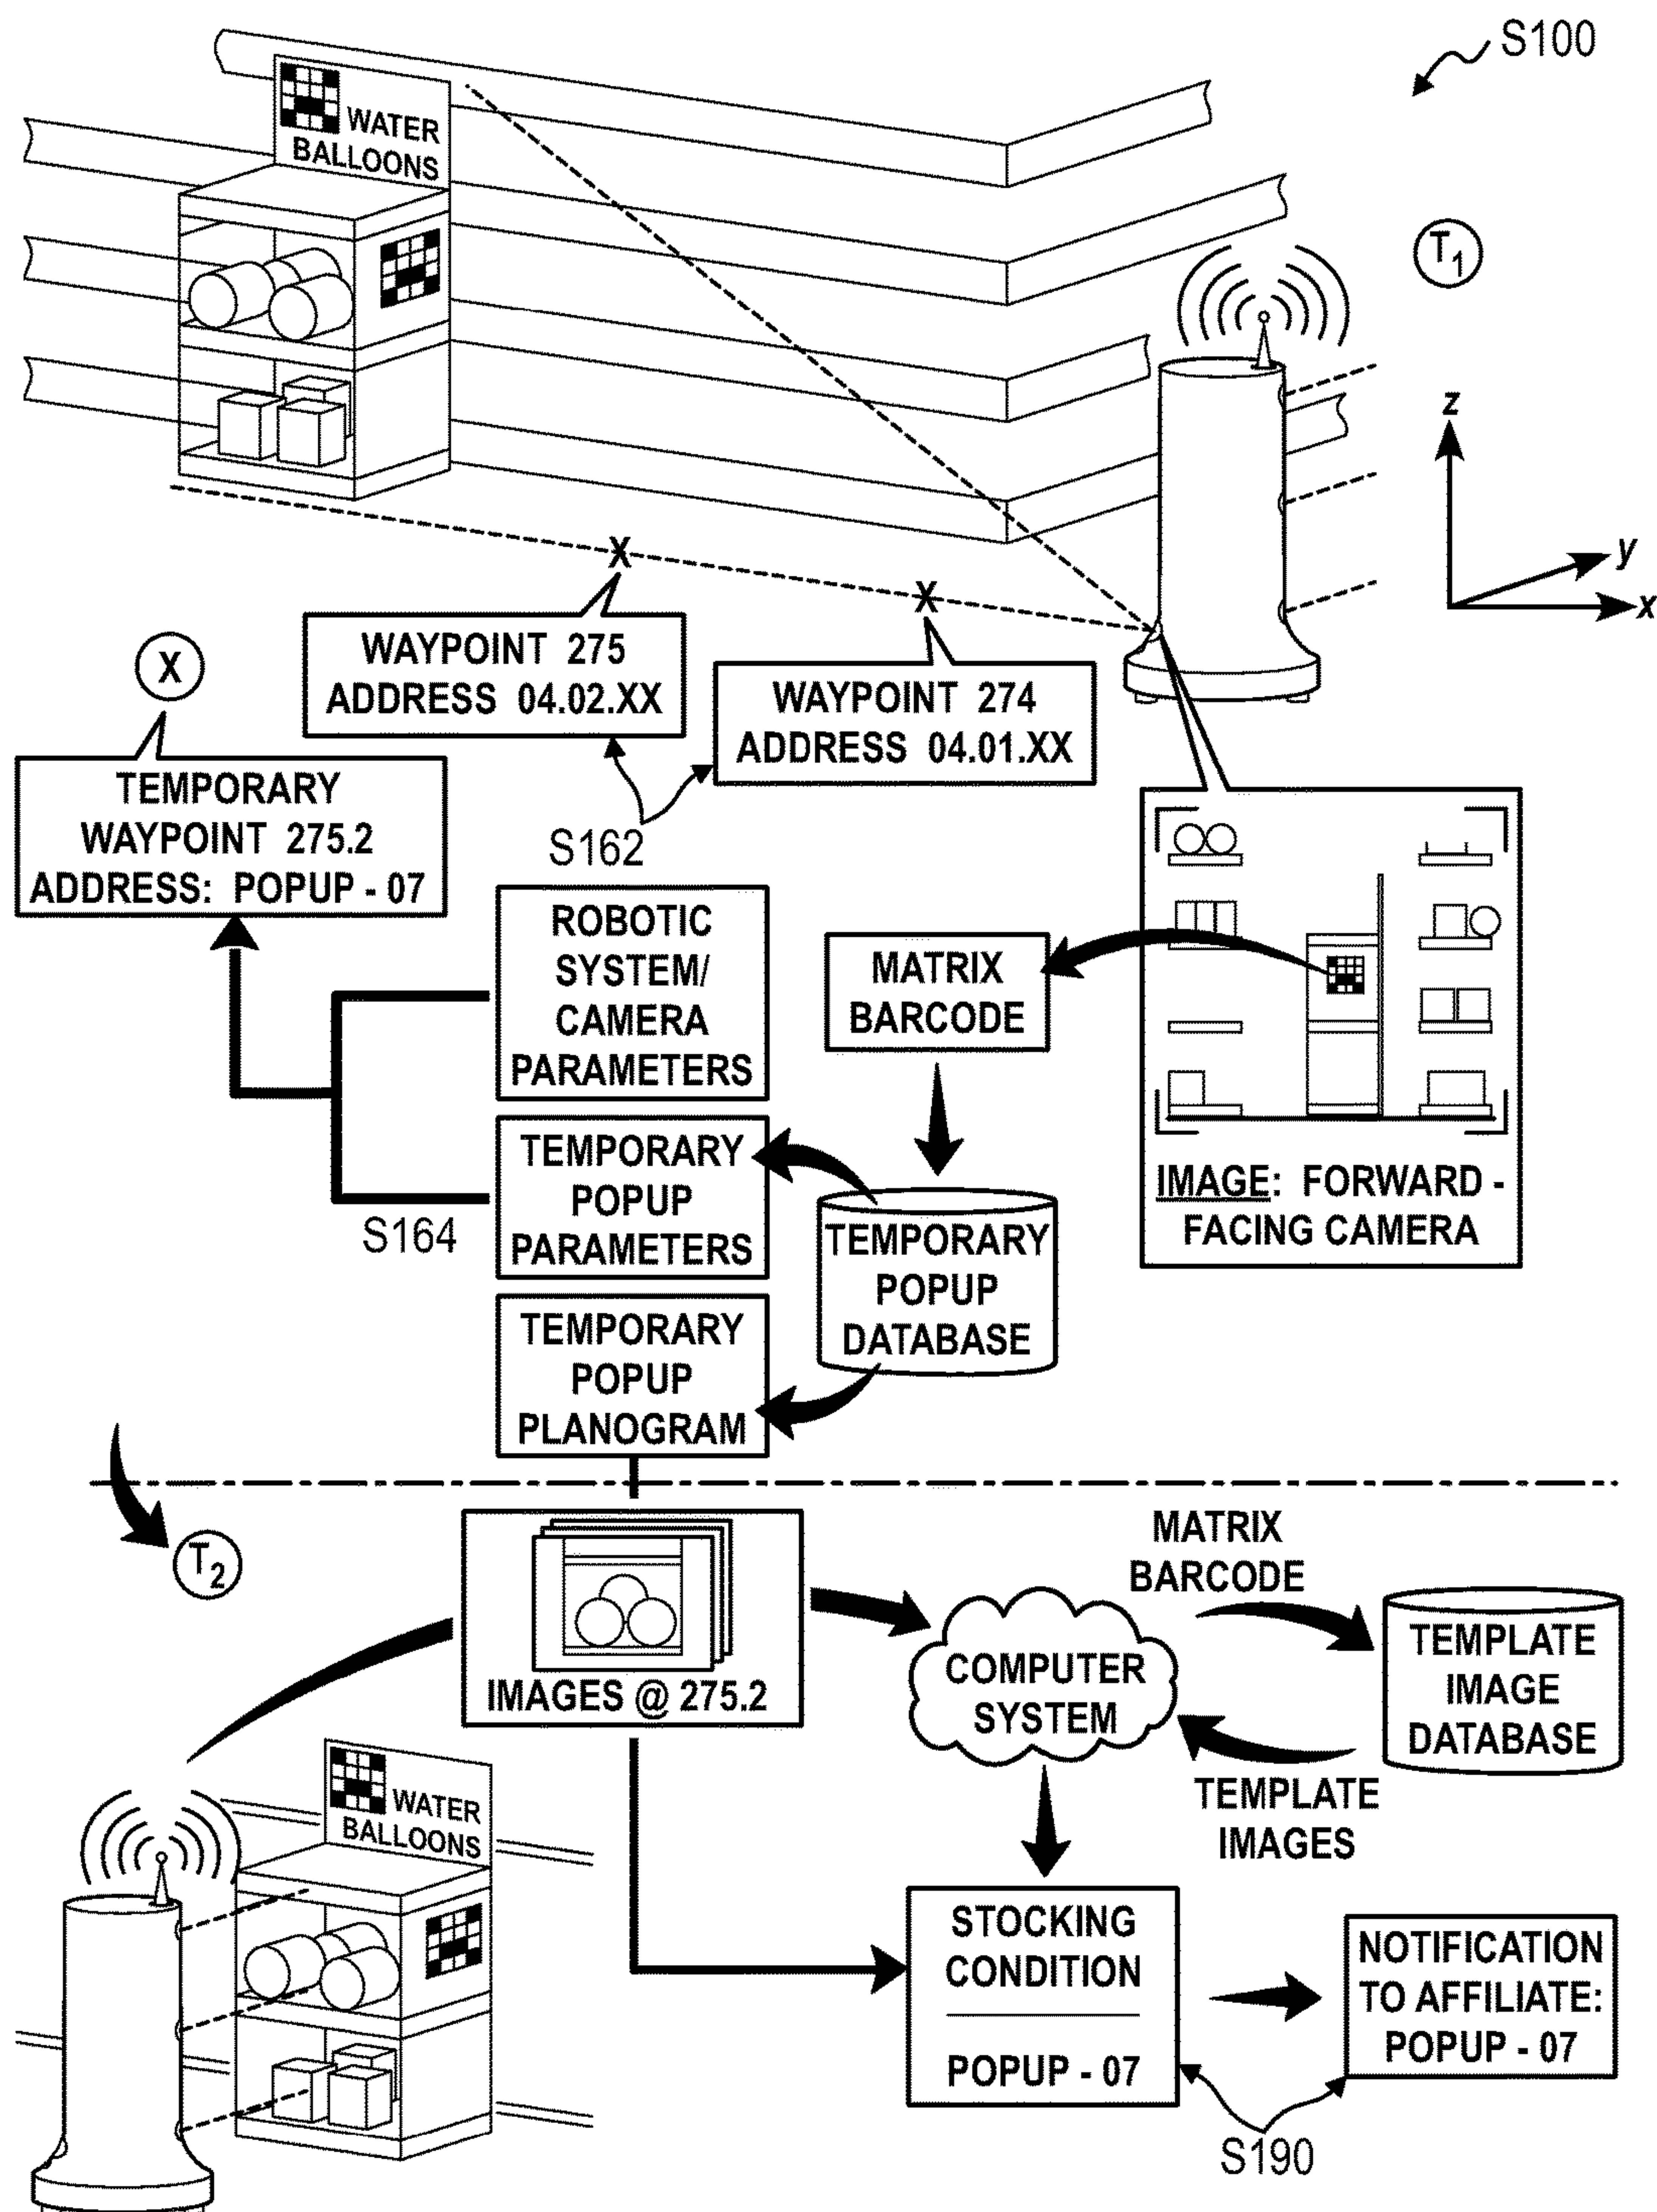 S100
WATER
BALLOONS
T1
z
y
x
X
X
WAYPOINT 275
ADDRESS 04.02.XX
X
WAYPOINT 274
ADDRESS 04.01.XX
TEMPORARY
WAYPOINT 275.2
ADDRESS: POPUP - 07
S162
ROBOTIC
SYSTEM/
CAMERA
PARAMETERS
MATRIX
BARCODE
IMAGE: FORWARD -
FACING CAMERA
TEMPORARY
POPUP
PARAMETERS
S164
TEMPORARY
POPUP
DATABASE
TEMPORARY
POPUP
PLANOGRAM
T2
IMAGES @ 275.2
MATRIX
BARCODE
COMPUTER
SYSTEM
TEMPLATE
IMAGE
DATABASE
TEMPLATE
IMAGES
WATER
BALLOONS
STOCKING
CONDITION
POPUP - 07
NOTIFICATION
TO AFFILIATE:
POPUP - 07
S190